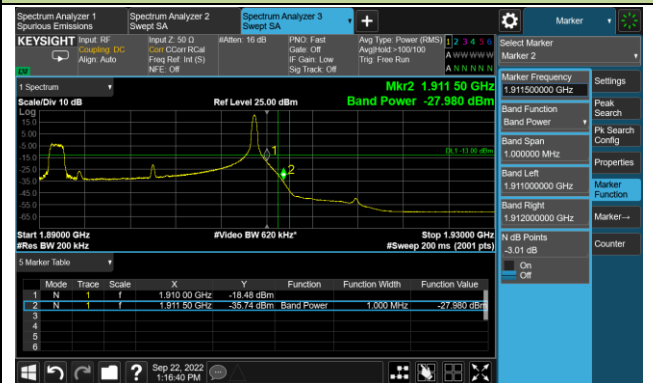 Spectrum Analyzer 1
Spurious Emissions
Spectrum Analyzer 2
Swept SA
Spectrum Analyzer 3
Swept SA
Marker
KEYSIGHT
Input: RF
Coupling: DC
Align: Auto
Input Z: 50 Ω
Corr CCorr RCal
Freq Ref: Int (S)
NFE: Off
#Atten: 16 dB
PNO: Fast
Gate: Off
IF Gain: Low
Sig Track: Off
Avg Type: Power (RMS)
Avg|Hold:>100/100
Trig: Free Run
1 2 3 4 5 6
A W W W W W
A N N N N N
Select Marker
Marker 2
1 Spectrum
Mkr2 1.911 50 GHz
Scale/Div 10 dB
Ref Level 25.00 dBm
Band Power -27.980 dBm
Log
15.0
5.00
-5.00
-15.0
-25.0
-35.0
-45.0
-55.0
-65.0
DL1 -13.00 dBm
1
2
Start 1.89000 GHz
#Video BW 620 kHz*
Stop 1.93000 GHz
#Res BW 200 kHz
#Sweep 200 ms (2001 pts)
5 Marker Table
Mode Trace Scale X Y Function Function Width Function Value
1 N 1 f 1.910 00 GHz -18.48 dBm
2 N 1 f 1.911 50 GHz -35.74 dBm Band Power 1.000 MHz -27.980 dBm
3
4
5
6
Marker Frequency
1.911500000 GHz
Band Function
Band Power
Band Span
1.000000 MHz
Band Left
1.911000000 GHz
Band Right
1.912000000 GHz
N dB Points
-3.01 dB
On
Off
Settings
Peak
Search
Pk Search
Config
Properties
Marker
Function
Marker→
Counter
Sep 22, 2022
1:16:40 PM